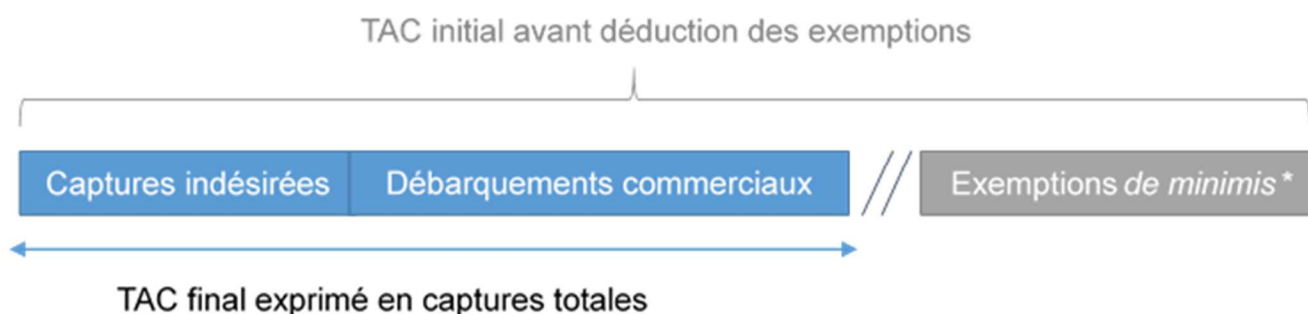 TAC initial avant déduction des exemptions
Captures indésirées
Débarquements commerciaux
Exemptions de minimis*
TAC final exprimé en captures totales